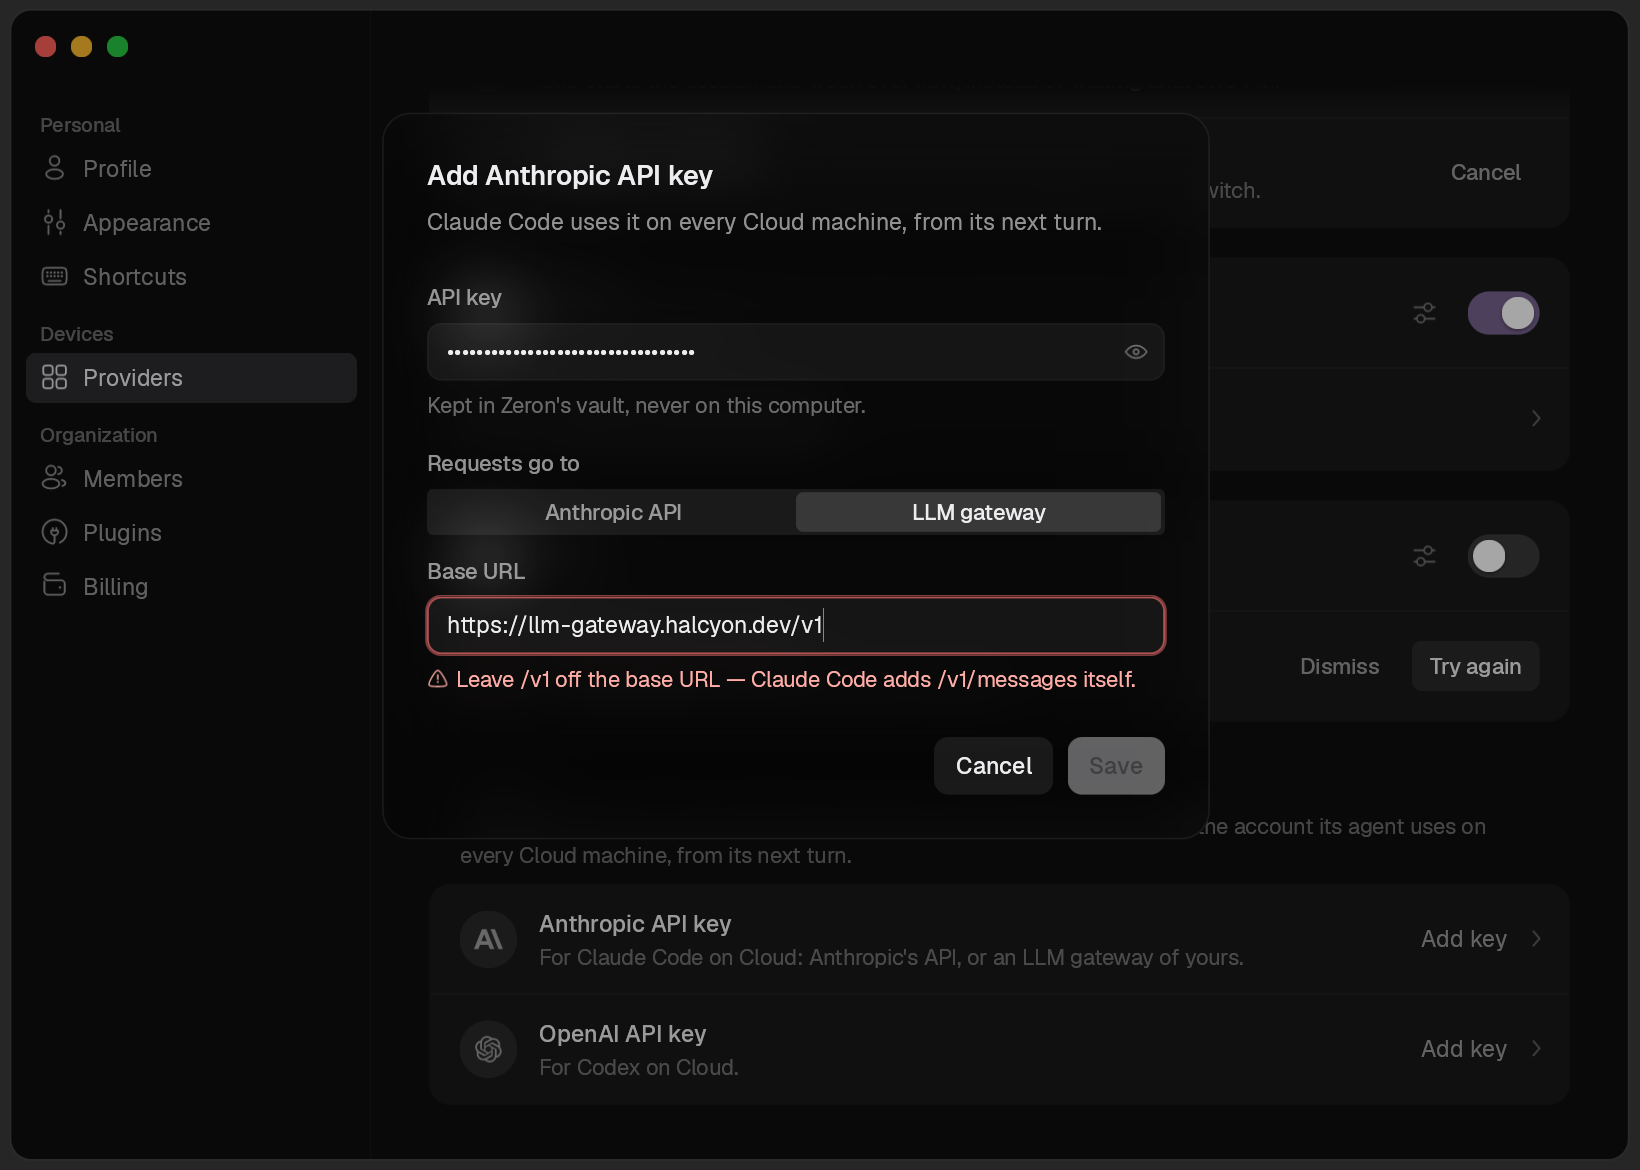 Personal
Profile
Appearance
Shortcuts
Devices
Providers
Organization
Members
Plugins
Billing
Cancel
witch.
Add Anthropic API key
Claude Code uses it on every Cloud machine, from its next turn.
API key
••••••••••••••••••••••••••••••••••
Kept in Zeron's vault, never on this computer.
Requests go to
Anthropic API
LLM gateway
Base URL
https://llm-gateway.halcyon.dev/v1
Leave /v1 off the base URL — Claude Code adds /v1/messages itself.
Cancel
Save
Dismiss
Try again
the account its agent uses on
every Cloud machine, from its next turn.
Anthropic API key
For Claude Code on Cloud: Anthropic's API, or an LLM gateway of yours.
Add key
OpenAI API key
For Codex on Cloud.
Add key